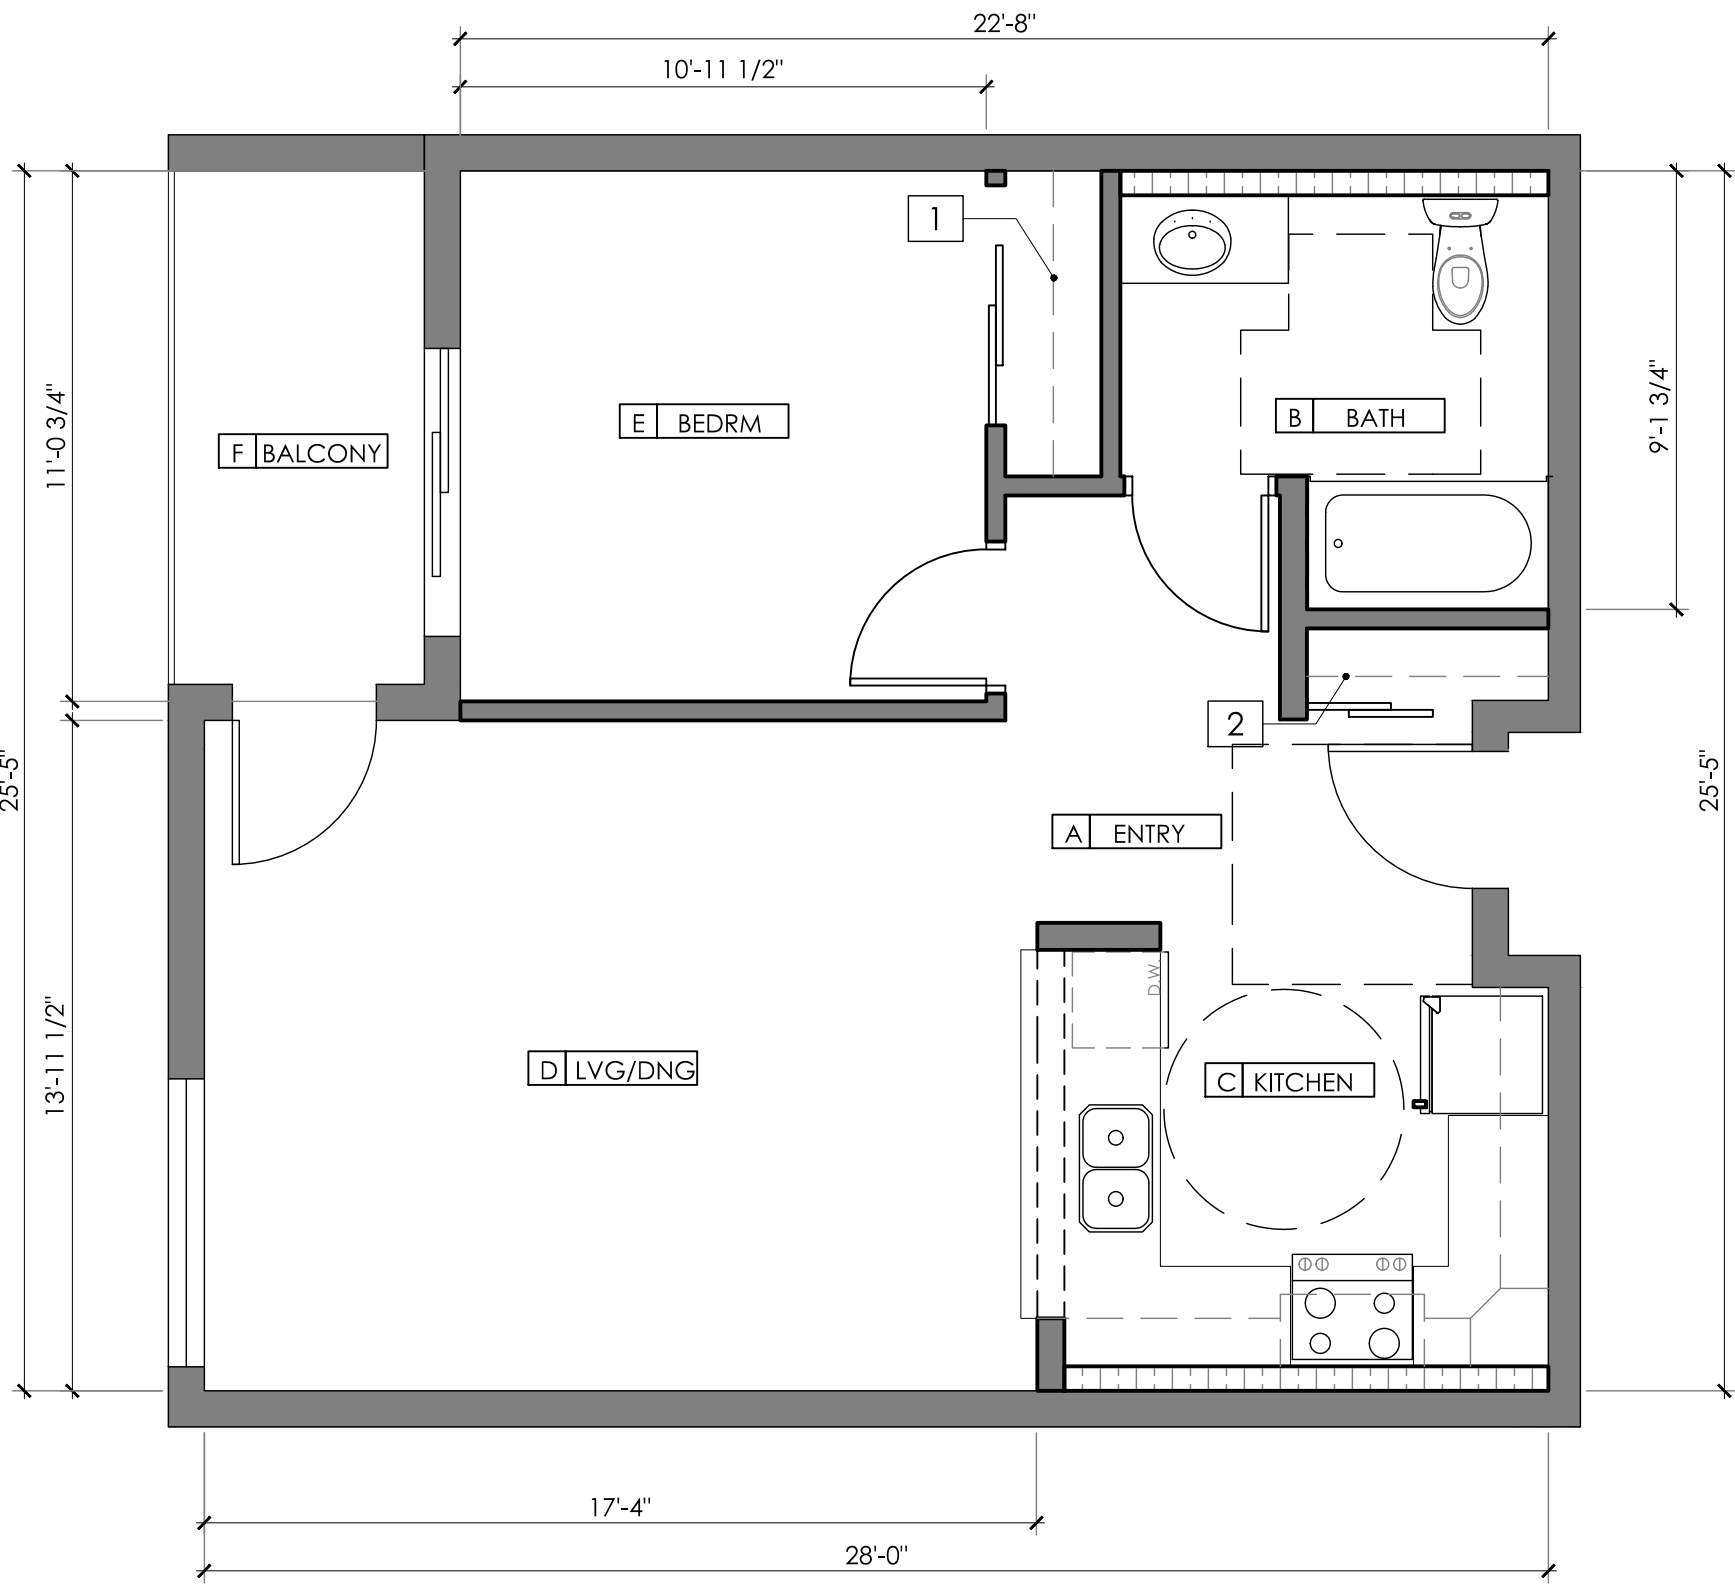 22'-8"
10'-11 1/2"
1
11'-0 3/4"
9'-1 3/4"
E BEDRM
B BATH
F BALCONY
2
25'-5"
25'-5"
A ENTRY
D.W.
13'-11 1/2"
D LVG/DNG
C KITCHEN
17'-4"
28'-0"